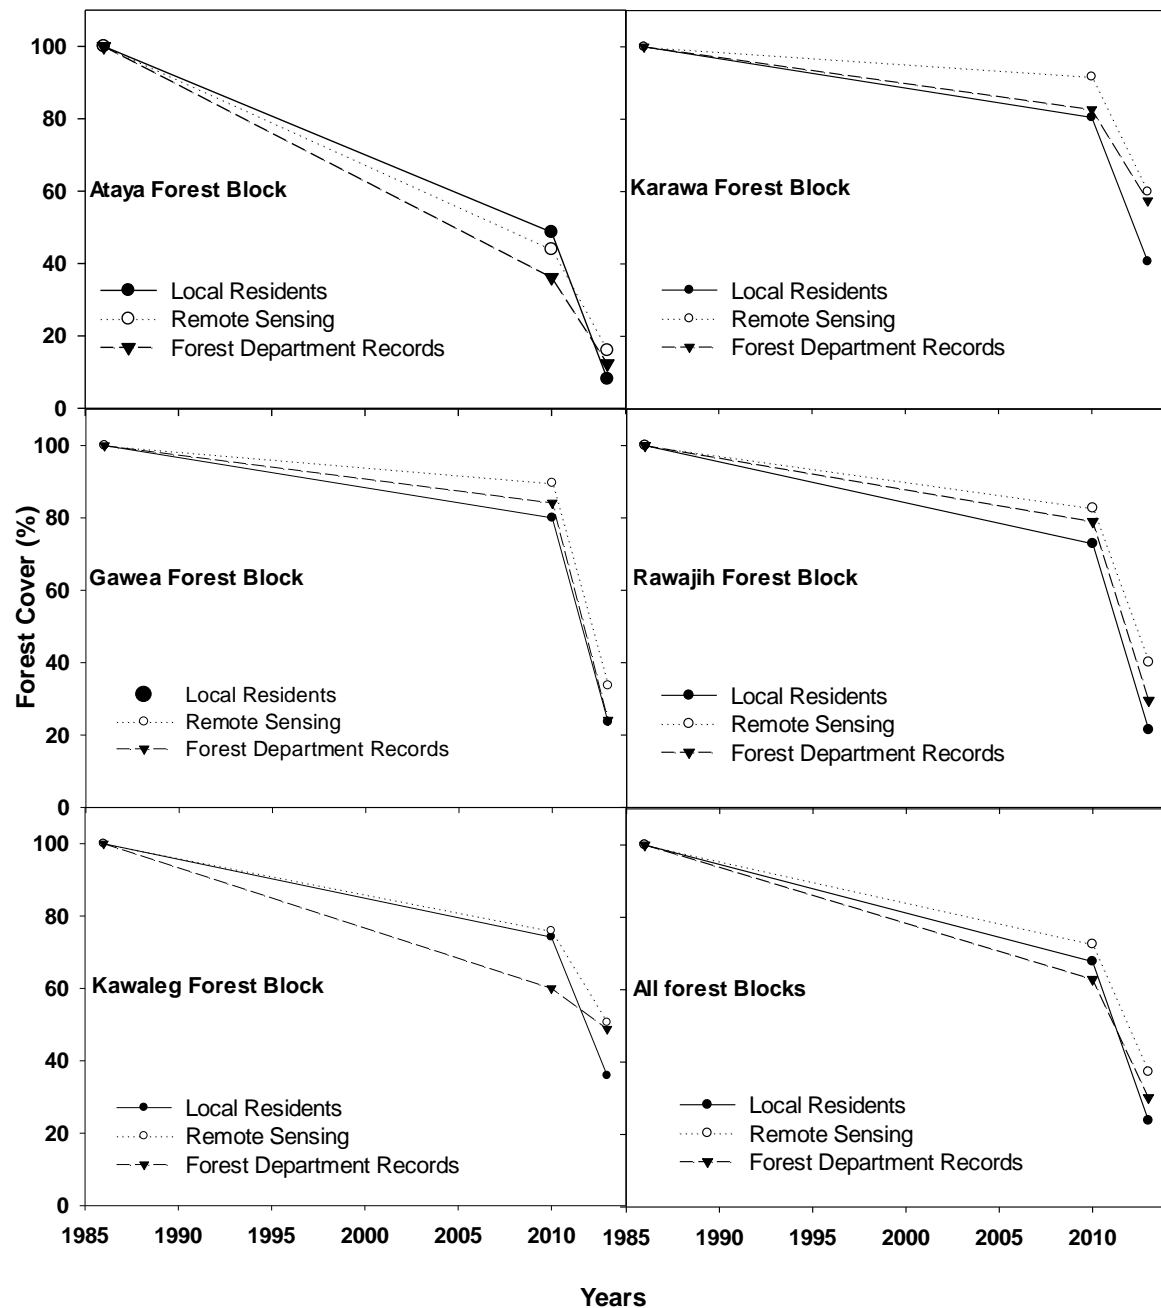 100
80
60
40
20
0
Ataya Forest Block
Local Residents
Remote Sensing
Forest Department Records
Karawa Forest Block
Local Residents
Remote Sensing
Forest Department Records
Forest Cover (%)
100
80
60
40
20
0
Gawea Forest Block
Local Residents
Remote Sensing
Forest Department Records
Rawajih Forest Block
Local Residents
Remote Sensing
Forest Department Records
100
80
60
40
20
0
Kawaleg Forest Block
Local Residents
Remote Sensing
Forest Department Records
All forest Blocks
Local Residents
Remote Sensing
Forest Department Records
1985 1990 1995 2000 2005 2010 1985 1990 1995 2000 2005 2010
Years